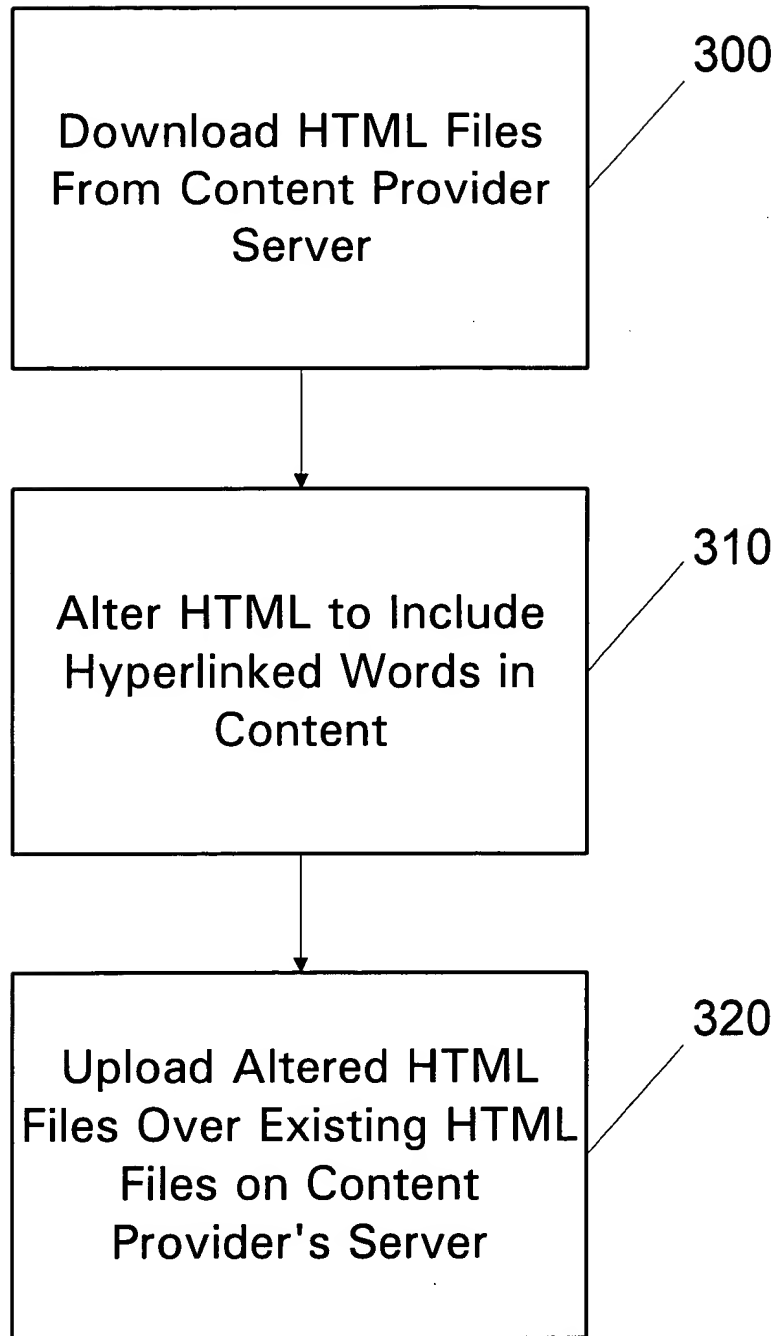 300
Download HTML Files
From Content Provider
Server
310
Alter HTML to Include
Hyperlinked Words in
Content
320
Upload Altered HTML
Files Over Existing HTML
Files on Content
Provider's Server